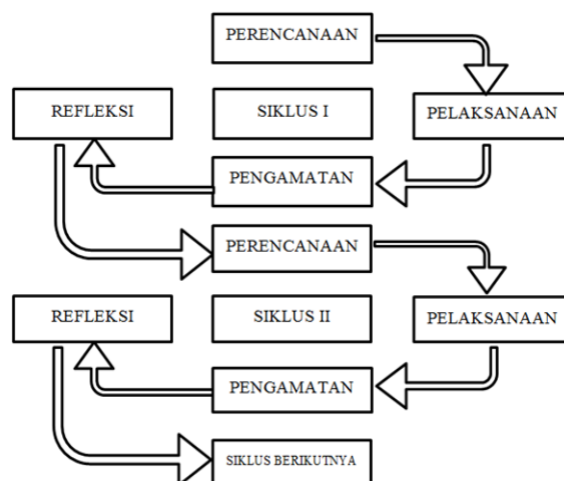 PERENCANAAN
REFLEKSI
SIKLUS I
PELAKSANAAN
PENGAMATAN
PERENCANAAN
REFLEKSI
SIKLUS II
PELAKSANAAN
PENGAMATAN
SIKLUS BERIKUTNYA